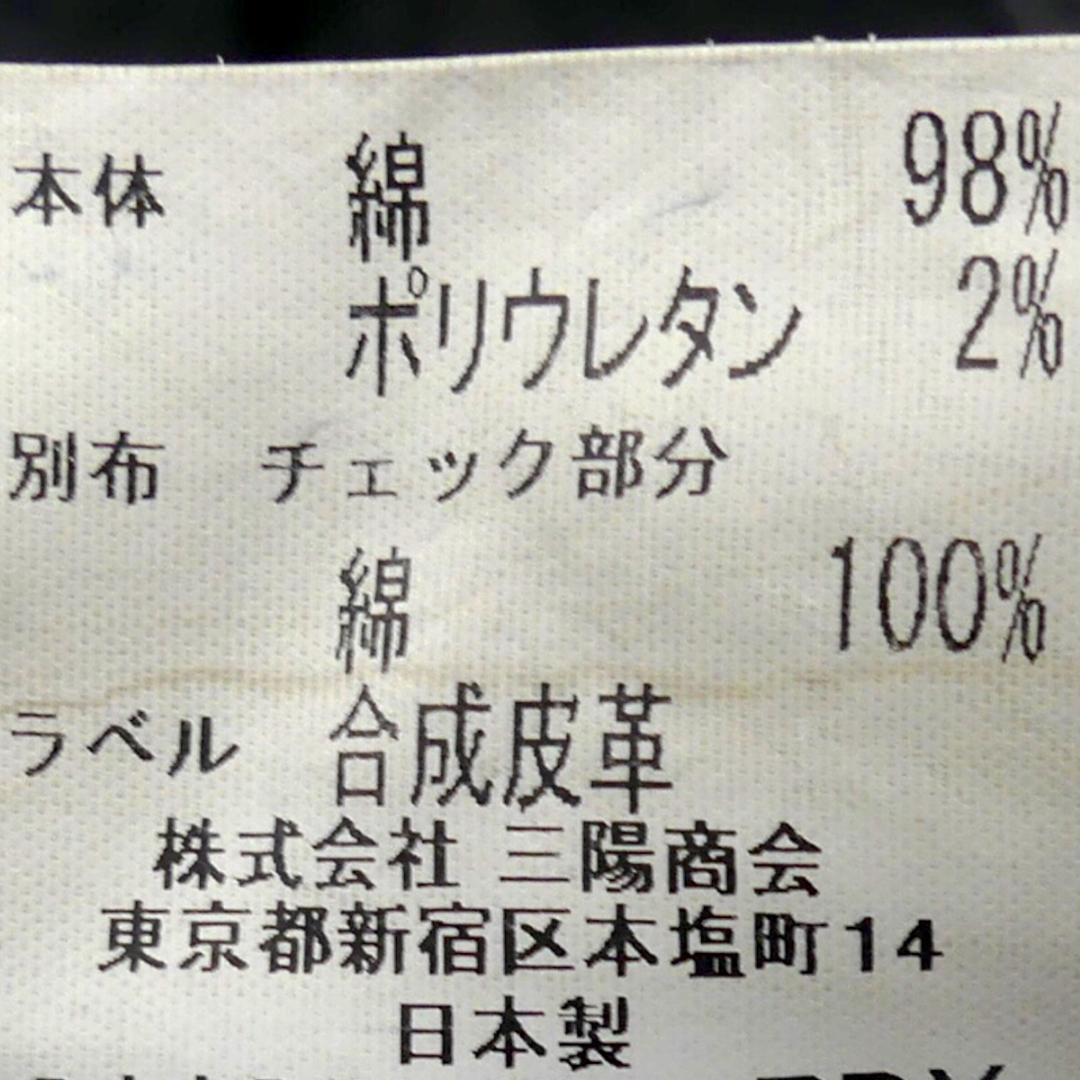 本体 綿 98%
ポリウレタン 2%
別布 チェック部分
綿 100%
ラベル 合成皮革
株式会社 三陽商会
東京都新宿区本塩町14
日本製